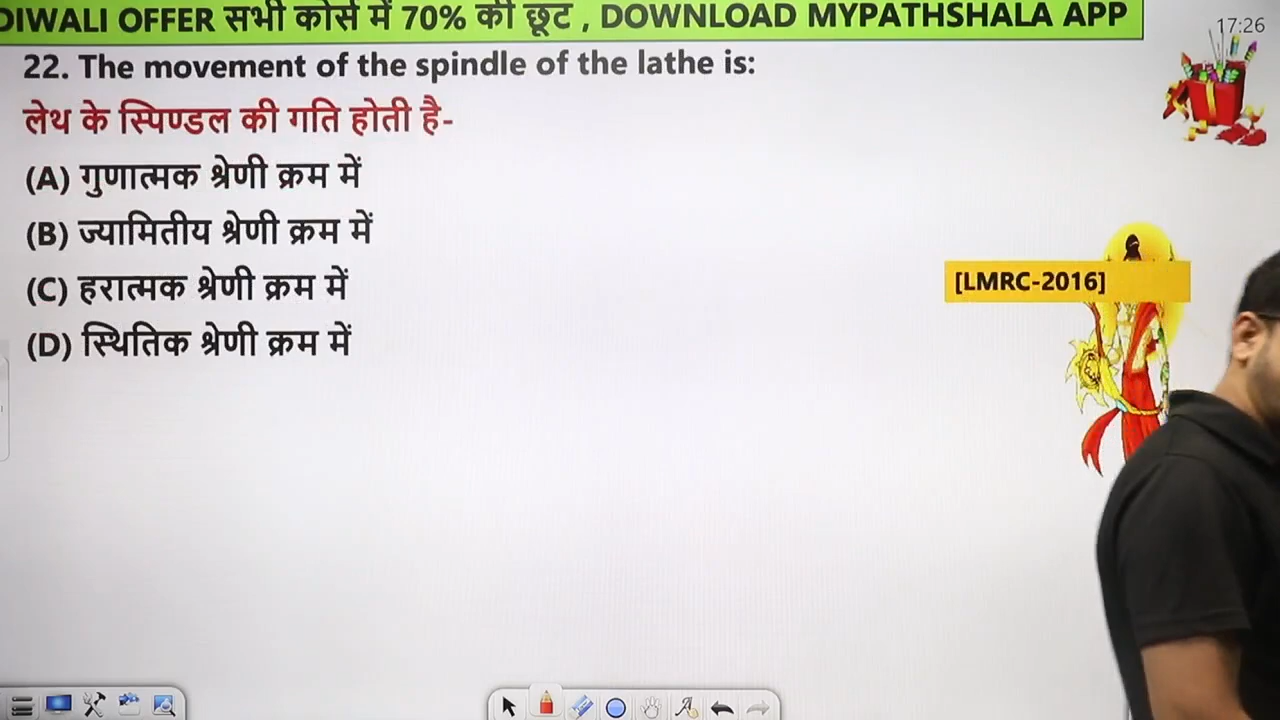 DIWALI OFFER सभी कोर्स में 70% की छूट , DOWNLOAD MYPATHSHALA APP
17:26
22. The movement of the spindle of the lathe is:
लेथ के स्पिण्डल की गति होती है-
(A) गुणात्मक श्रेणी क्रम में
(B) ज्यामितीय श्रेणी क्रम में
(C) हरात्मक श्रेणी क्रम में
(D) स्थितिक श्रेणी क्रम में
[LMRC-2016]